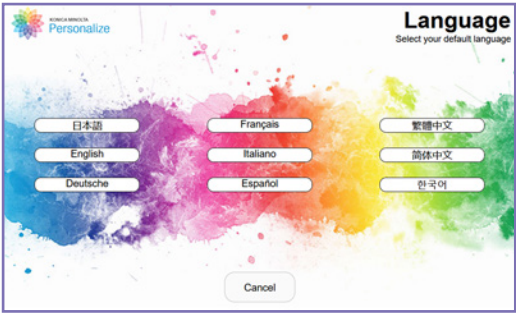 KONICA MINOLTA
Personalize
Language
Select your default language
日本語
Français
繁體中文
English
Italiano
简体中文
Deutsche
Español
한국어
Cancel